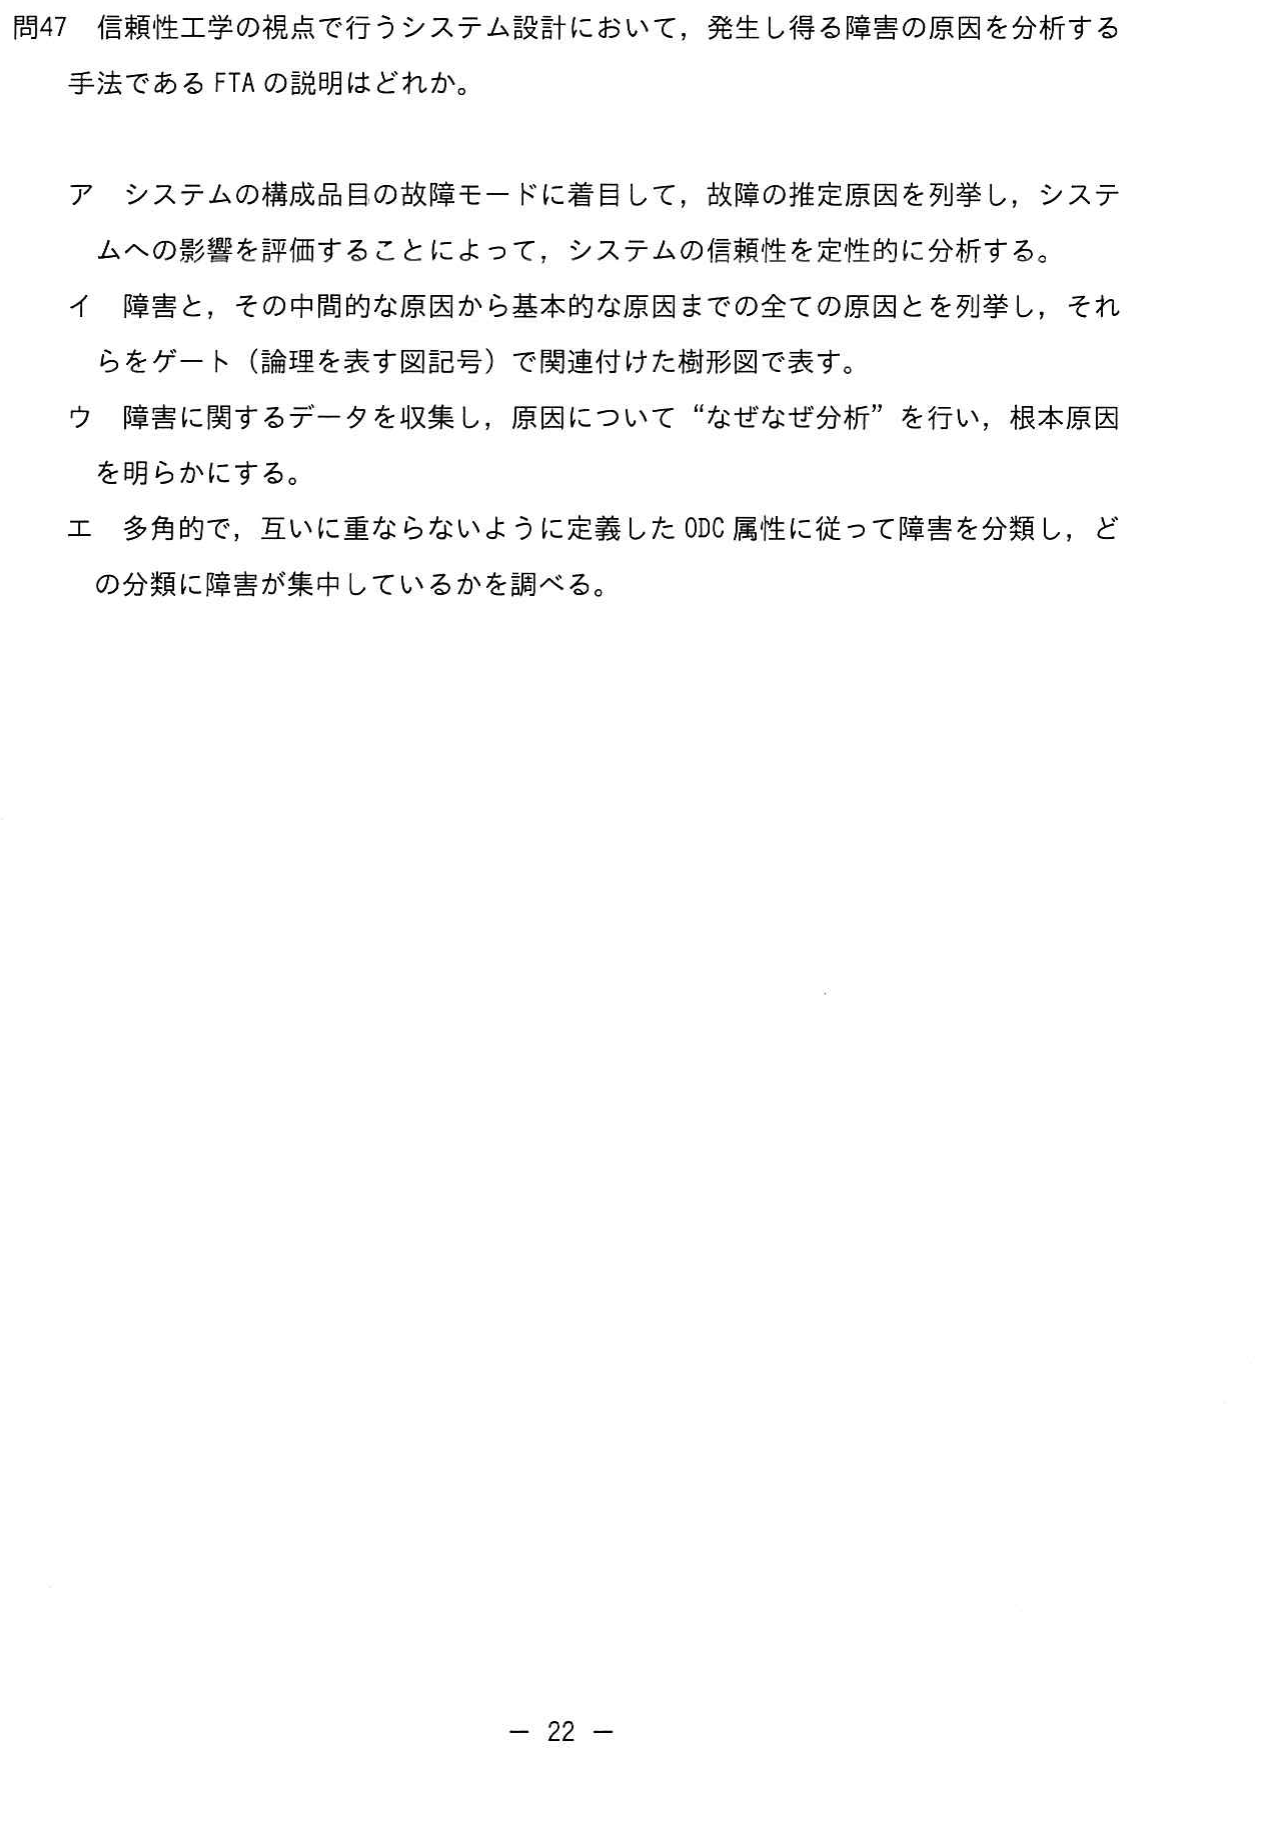 問47　信頼性工学の視点で行うシステム設計において，発生し得る障害の原因を分析する
手法である FTA の説明はどれか。
ア　システムの構成品目の故障モードに着目して，故障の推定原因を列挙し，システ
ムへの影響を評価することによって，システムの信頼性を定性的に分析する。
イ　障害と，その中間的な原因から基本的な原因までの全ての原因とを列挙し，それ
らをゲート（論理を表す図記号）で関連付けた樹形図で表す。
ウ　障害に関するデータを収集し，原因について“なぜなぜ分析”を行い，根本原因
を明らかにする。
エ　多角的で，互いに重ならないように定義した ODC 属性に従って障害を分類し，ど
の分類に障害が集中しているかを調べる。
－ 22 －